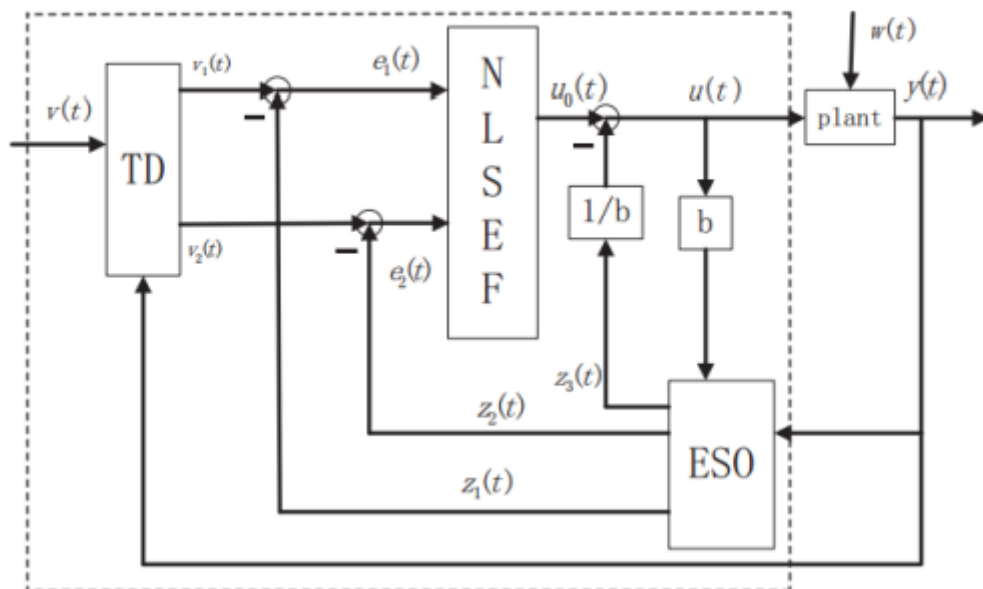 w(t)
v(t)
TD
v₁(t)
v₂(t)
−
e₁(t)
−
e₂(t)
N
L
S
E
F
u₀(t)
−
u(t)
plant
y(t)
1/b
b
z₃(t)
z₂(t)
z₁(t)
ESO